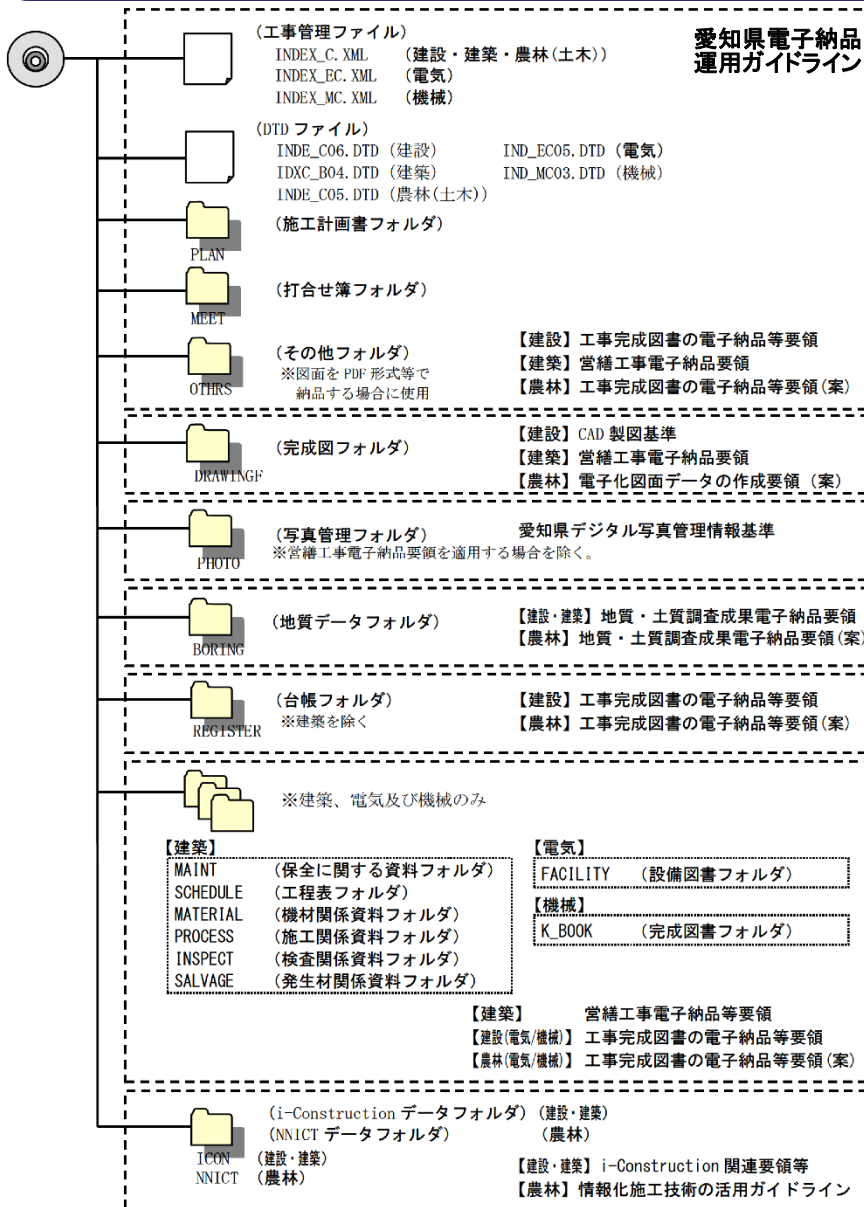 愛知県電子納品
運用ガイドライン
(工事管理ファイル)
INDEX_C.XML (建設・建築・農林(土木))
INDEX_EC.XML (電気)
INDEX_MC.XML (機械)
(DTD ファイル)
INDE_C06.DTD (建設) IND_EC05.DTD (電気)
IDXC_B04.DTD (建築) IND_MC03.DTD (機械)
INDE_C05.DTD (農林(土木))
(施工計画書フォルダ)
PLAN
(打合せ簿フォルダ)
MEET
(その他フォルダ)
※図面を PDF 形式等で
納品する場合に使用
OTHRS
【建設】工事完成図書の電子納品等要領
【建築】営繕工事電子納品要領
【農林】工事完成図書の電子納品等要領(案)
(完成図フォルダ)
DRAWINGF
【建設】CAD 製図基準
【建築】営繕工事電子納品要領
【農林】電子化図面データの作成要領(案)
(写真管理フォルダ) 愛知県デジタル写真管理情報基準
※営繕工事電子納品要領を適用する場合を除く。
PHOTO
(地質データフォルダ)
BORING
【建設・建築】地質・土質調査成果電子納品要領
【農林】地質・土質調査成果電子納品要領(案)
(台帳フォルダ)
※建築を除く
REGISTER
【建設】工事完成図書の電子納品等要領
【農林】工事完成図書の電子納品等要領(案)
※建築、電気及び機械のみ
【建築】
MAINT (保全に関する資料フォルダ)
SCHEDULE (工程表フォルダ)
MATERIAL (機材関係資料フォルダ)
PROCESS (施工関係資料フォルダ)
INSPECT (検査関係資料フォルダ)
SALVAGE (発生材関係資料フォルダ)
【電気】
FACILITY (設備図書フォルダ)
【機械】
K_BOOK (完成図書フォルダ)
【建築】 営繕工事電子納品等要領
【建設(電気/機械)】 工事完成図書の電子納品等要領
【農林(電気/機械)】 工事完成図書の電子納品等要領(案)
(i-Construction データフォルダ) (建設・建築)
(NNICT データフォルダ) (農林)
ICON (建設・建築)
NNICT (農林)
【建設・建築】i-Construction 関連要領等
【農林】情報化施工技術の活用ガイドライン